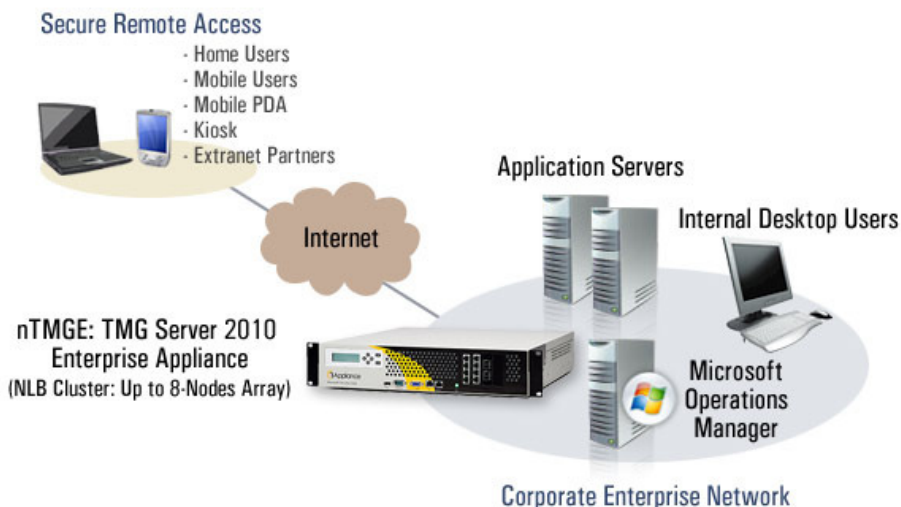 Secure Remote Access
- Home Users
- Mobile Users
- Mobile PDA
- Kiosk
- Extranet Partners
Internet
Application Servers
Internal Desktop Users
nTMGE: TMG Server 2010
Enterprise Appliance
(NLB Cluster: Up to 8-Nodes Array)
Appliance
Microsoft
Operations
Manager
Corporate Enterprise Network